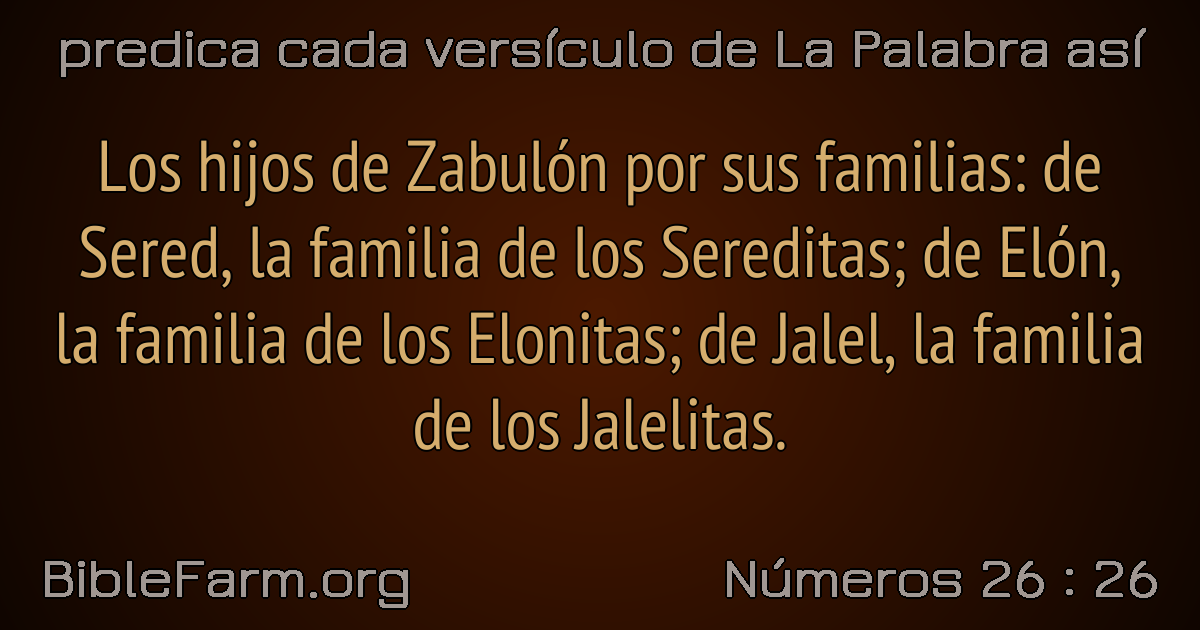 predica cada versículo de La Palabra así
Los hijos de Zabulón por sus familias: de
Sered, la familia de los Sereditas; de Elón,
la familia de los Elonitas; de Jalel, la familia
de los Jalelitas.
BibleFarm.org
Números 26 : 26